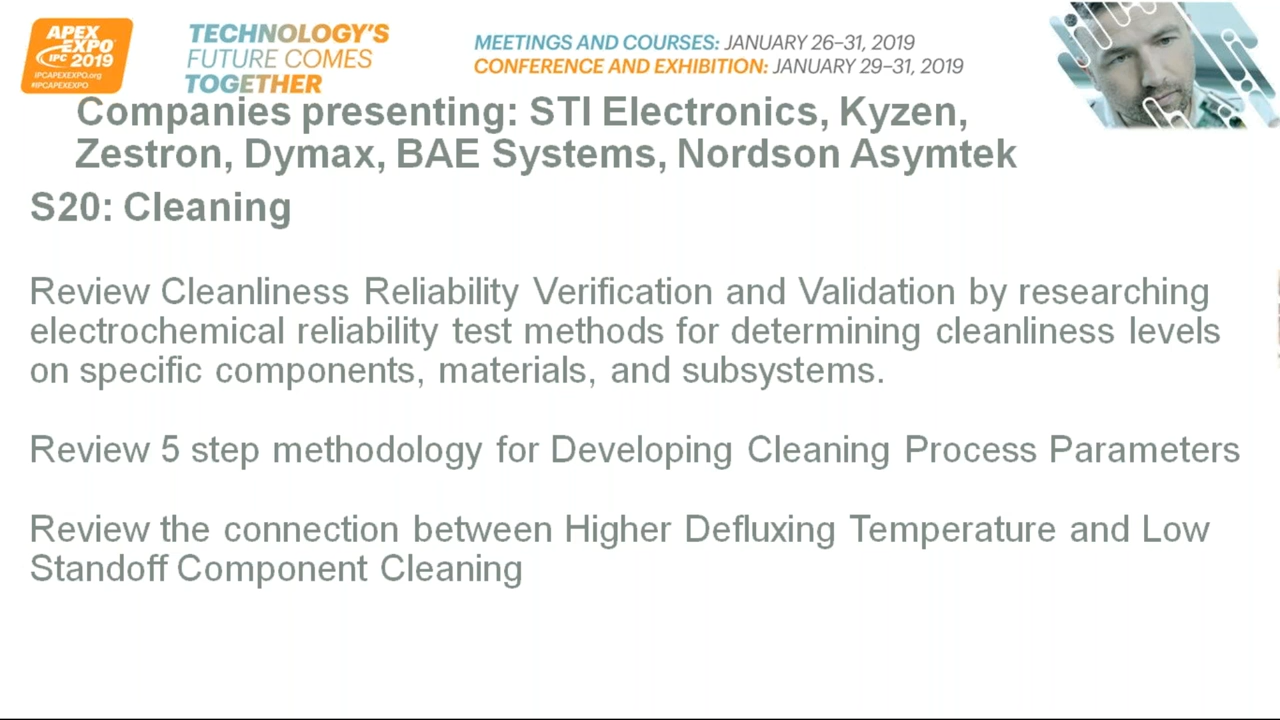 APEX
EXPO
IPC 2019
IPCAPEXEXPO.org
#IPCAPEXEXPO
TECHNOLOGY'S
FUTURE COMES
TOGETHER
MEETINGS AND COURSES: JANUARY 26–31, 2019
CONFERENCE AND EXHIBITION: JANUARY 29–31, 2019
Companies presenting: STI Electronics, Kyzen,
Zestron, Dymax, BAE Systems, Nordson Asymtek
S20: Cleaning
Review Cleanliness Reliability Verification and Validation by researching
electrochemical reliability test methods for determining cleanliness levels
on specific components, materials, and subsystems.
Review 5 step methodology for Developing Cleaning Process Parameters
Review the connection between Higher Defluxing Temperature and Low
Standoff Component Cleaning